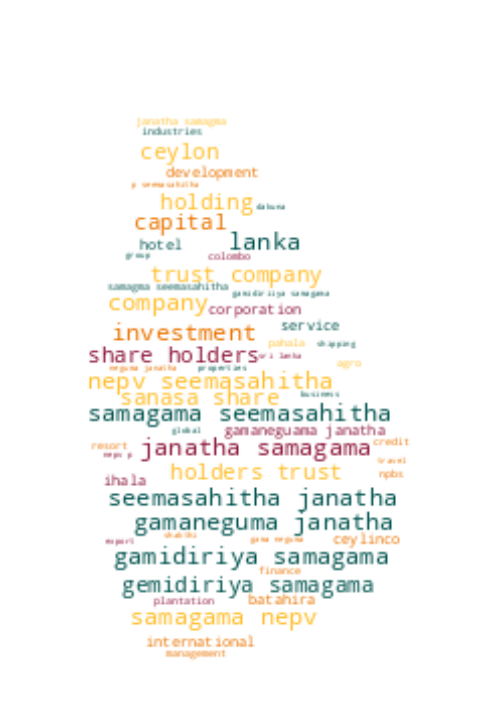 janatha samagma
industries
ceylon
development
p seemasahitha
holding dakuna
capital
hotel lanka
group colombo
trust company
samagma seemasahitha
gamidiriya samagama
company corporation
investment service
pahala shipping
share holders sri lanka
agro
neguma janatha properties
nepv seemasahitha
sanasa share business
samagama seemasahitha
global gamaneguama janatha
resort janatha samagama credit
nepv p
travel
holders trust npbs
ihala
seemasahitha janatha
gamaneguma janatha
shakthi
export gama neguma ceylinco
gamidiriya samagama
finance
gemidiriya samagama
plantation batahira
samagama nepv
international
management